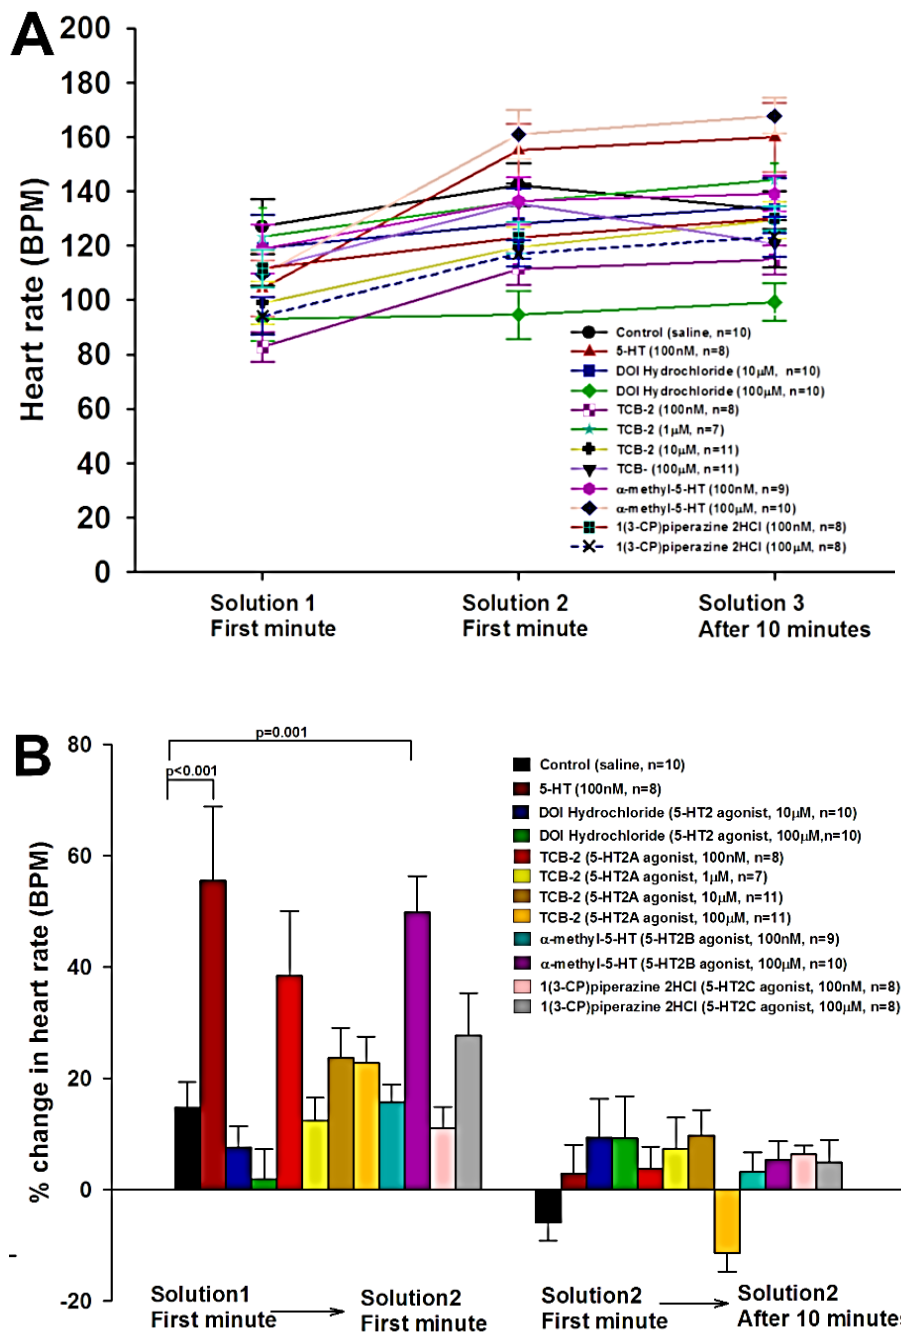 A
Heart rate (BPM)
200
180
160
140
120
100
80
60
40
20
0
Control (saline, n=10)
5-HT (100nM, n=8)
DOI Hydrochloride (10μM, n=10)
DOI Hydrochloride (100μM, n=10)
TCB-2 (100nM, n=8)
TCB-2 (1μM, n=7)
TCB-2 (10μM, n=11)
TCB- (100μM, n=11)
α-methyl-5-HT (100nM, n=9)
α-methyl-5-HT (100μM, n=10)
1(3-CP)piperazine 2HCl (100nM, n=8)
1(3-CP)piperazine 2HCl (100μM, n=8)
Solution 1
First minute
Solution 2
First minute
Solution 3
After 10 minutes
B
% change in heart rate (BPM)
80
60
40
20
0
-20
p=0.001
p<0.001
Control (saline, n=10)
5-HT (100nM, n=8)
DOI Hydrochloride (5-HT2 agonist, 10μM, n=10)
DOI Hydrochloride (5-HT2 agonist, 100μM,n=10)
TCB-2 (5-HT2A agonist, 100nM, n=8)
TCB-2 (5-HT2A agonist, 1μM, n=7)
TCB-2 (5-HT2A agonist, 10μM, n=11)
TCB-2 (5-HT2A agonist, 100μM, n=11)
α-methyl-5-HT (5-HT2B agonist, 100nM, n=9)
α-methyl-5-HT (5-HT2B agonist, 100μM, n=10)
1(3-CP)piperazine 2HCl (5-HT2C agonist, 100nM, n=8)
1(3-CP)piperazine 2HCl (5-HT2C agonist, 100μM, n=8)
Solution1
First minute
Solution2
First minute
Solution2
First minute
Solution2
After 10 minutes